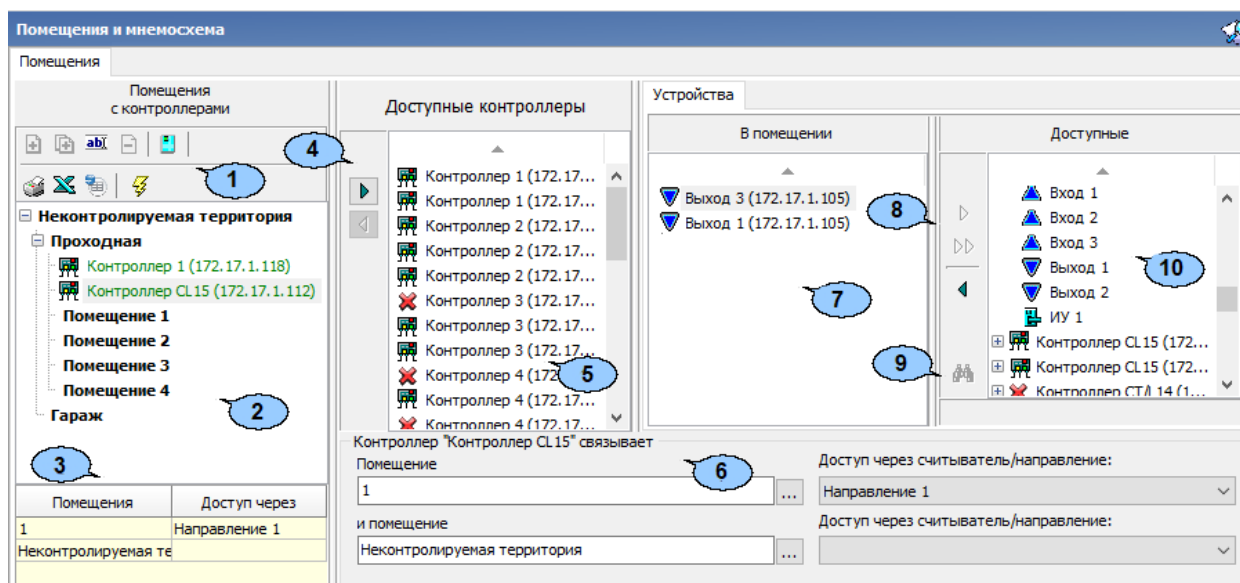 Помещения и мнемосхема
Помещения
Помещения
с контроллерами
abI
1
Неконтролируемая территория
Проходная
Контроллер 1 (172.17.1.118)
Контроллер CL15 (172.17.1.112)
Помещение 1
Помещение 2
Помещение 3
Помещение 4
Гараж
2
3
Помещения Доступ через
1 Направление 1
Неконтролируемая те
Доступные контроллеры
4
Контроллер 1 (172.17...
Контроллер 1 (172.17...
Контроллер 2 (172.17...
Контроллер 2 (172.17...
Контроллер 2 (172.17...
Контроллер 3 (172.17...
Контроллер 3 (172.17...
Контроллер 3 (172.17...
Контроллер 4 (172
Контроллер 4 (172.17...
Контроллер 4 (172.17...
5
Устройства
В помещении
Выход 3 (172.17.1.105)
Выход 1 (172.17.1.105)
7
8
9
Доступные
Вход 1
Вход 2
Вход 3
Выход 1
Выход 2
ИУ 1
Контроллер CL15 (172...
Контроллер CL15 (172...
Контроллер CT/L14 (1...
10
Контроллер "Контроллер CL15" связывает
6
Помещение Доступ через считыватель/направление:
1 ... Направление 1
и помещение Доступ через считыватель/направление:
Неконтролируемая территория ...